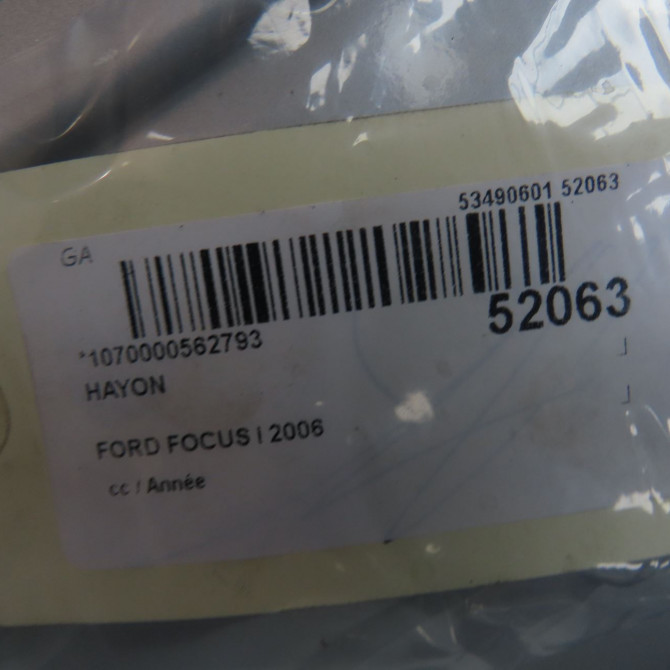 53490601 52063
GA
52063
*1070000562793
HAYON
FORD FOCUS I 2006
cc / Année